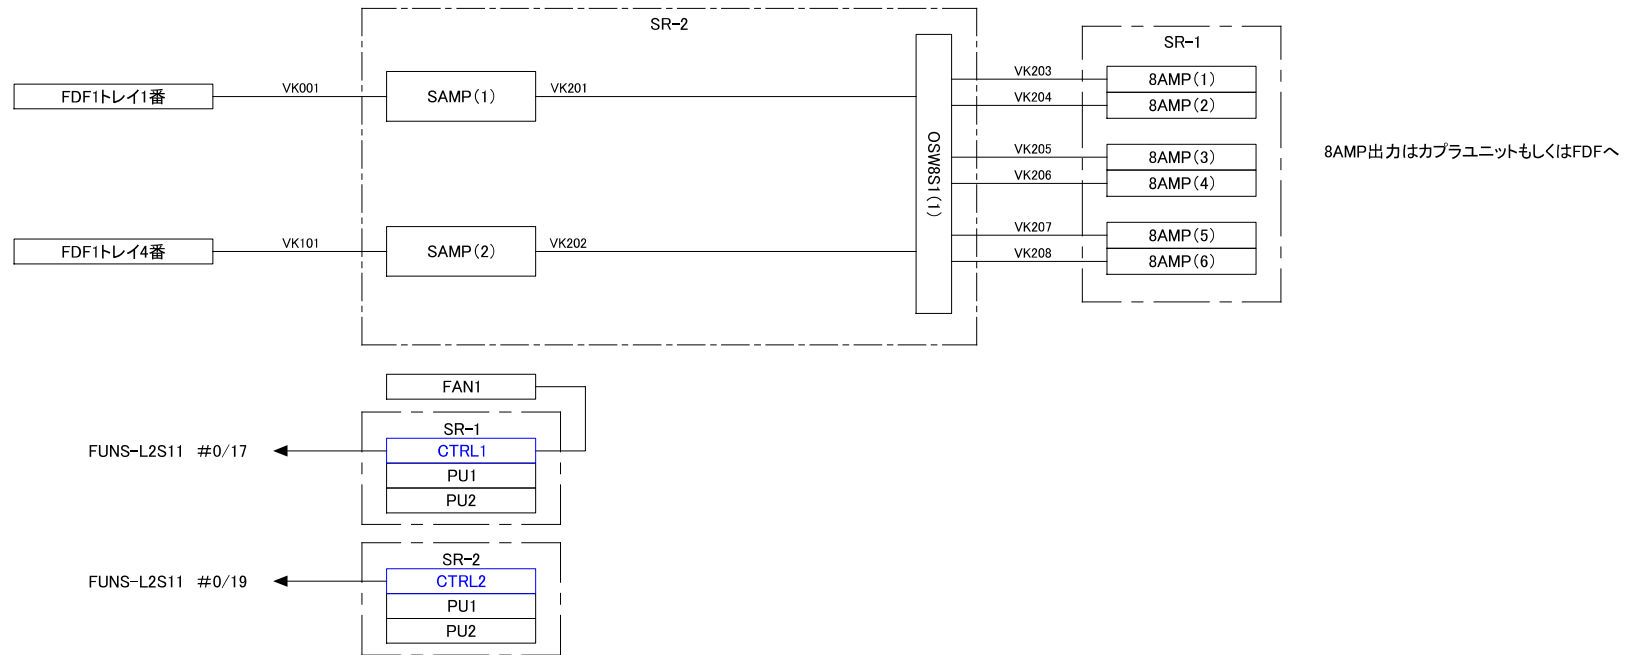 SR-2
SR-1
FDF1トレイ1番
VK001
SAMP(1)
VK201
VK203
8AMP(1)
VK204
8AMP(2)
OSW8S1(1)
VK205
8AMP(3)
VK206
8AMP(4)
8AMP出力はカプラユニットもしくはFDFへ
FDF1トレイ4番
VK101
SAMP(2)
VK202
VK207
8AMP(5)
VK208
8AMP(6)
FAN1
SR-1
FUNS-L2S11 #0/17
CTRL1
PU1
PU2
SR-2
FUNS-L2S11 #0/19
CTRL2
PU1
PU2